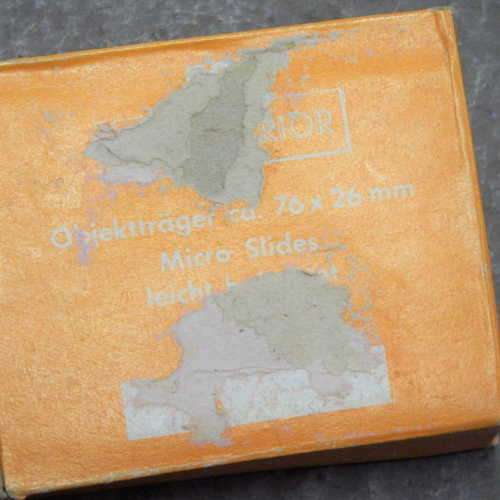 RIOR
Objektträger ca. 76 x 26 mm
Micro Slides
leicht